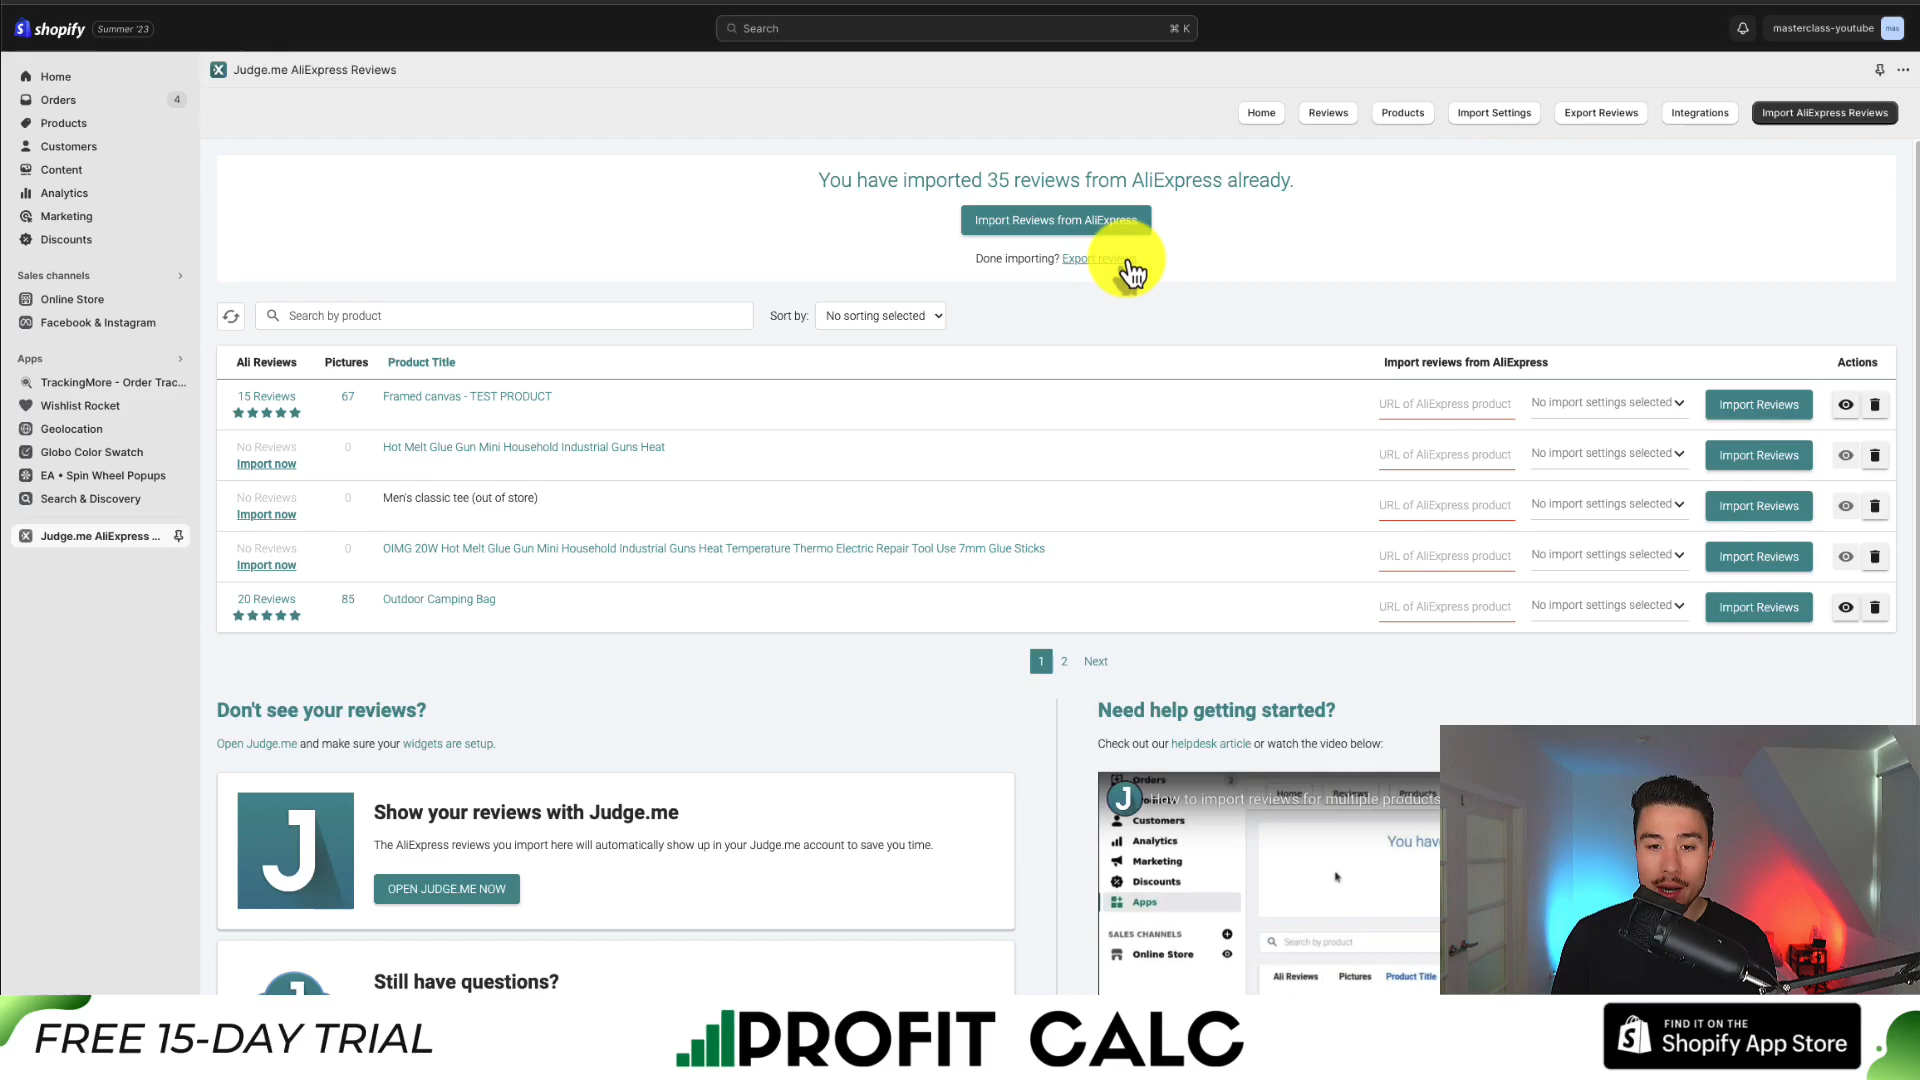 shopify Summer '23
Search
⌘ K
masterclass-youtube
mas
Home
Orders 4
Products
Customers
Content
Analytics
Marketing
Discounts
Sales channels
Online Store
Facebook & Instagram
Apps
TrackingMore - Order Trac...
Wishlist Rocket
Geolocation
Globo Color Swatch
EA • Spin Wheel Popups
Search & Discovery
Judge.me AliExpress ...
Judge.me AliExpress Reviews
Home Reviews Products Import Settings Export Reviews Integrations Import AliExpress Reviews
You have imported 35 reviews from AliExpress already.
Import Reviews from AliExpress
Done importing? Export reviews
Search by product
Sort by: No sorting selected
Ali Reviews Pictures Product Title Import reviews from AliExpress Actions
15 Reviews 67 Framed canvas - TEST PRODUCT URL of AliExpress product No import settings selected Import Reviews
No Reviews 0 Hot Melt Glue Gun Mini Household Industrial Guns Heat URL of AliExpress product No import settings selected Import Reviews
Import now
No Reviews 0 Men's classic tee (out of store) URL of AliExpress product No import settings selected Import Reviews
Import now
No Reviews 0 OIMG 20W Hot Melt Glue Gun Mini Household Industrial Guns Heat Temperature Thermo Electric Repair Tool Use 7mm Glue Sticks URL of AliExpress product No import settings selected Import Reviews
Import now
20 Reviews 85 Outdoor Camping Bag URL of AliExpress product No import settings selected Import Reviews
1 2 Next
Don't see your reviews?
Open Judge.me and make sure your widgets are setup.
J
Show your reviews with Judge.me
The AliExpress reviews you import here will automatically show up in your Judge.me account to save you time.
OPEN JUDGE.ME NOW
Still have questions?
Need help getting started?
Check out our helpdesk article or watch the video below:
Orders 2
J How to import reviews for multiple products
Home Reviews Products
Customers
Analytics
Marketing
Discounts
Apps
SALES CHANNELS
Online Store
You have
Search by product
Ali Reviews Pictures Product Title
FREE 15-DAY TRIAL
PROFIT CALC
FIND IT ON THE
Shopify App Store